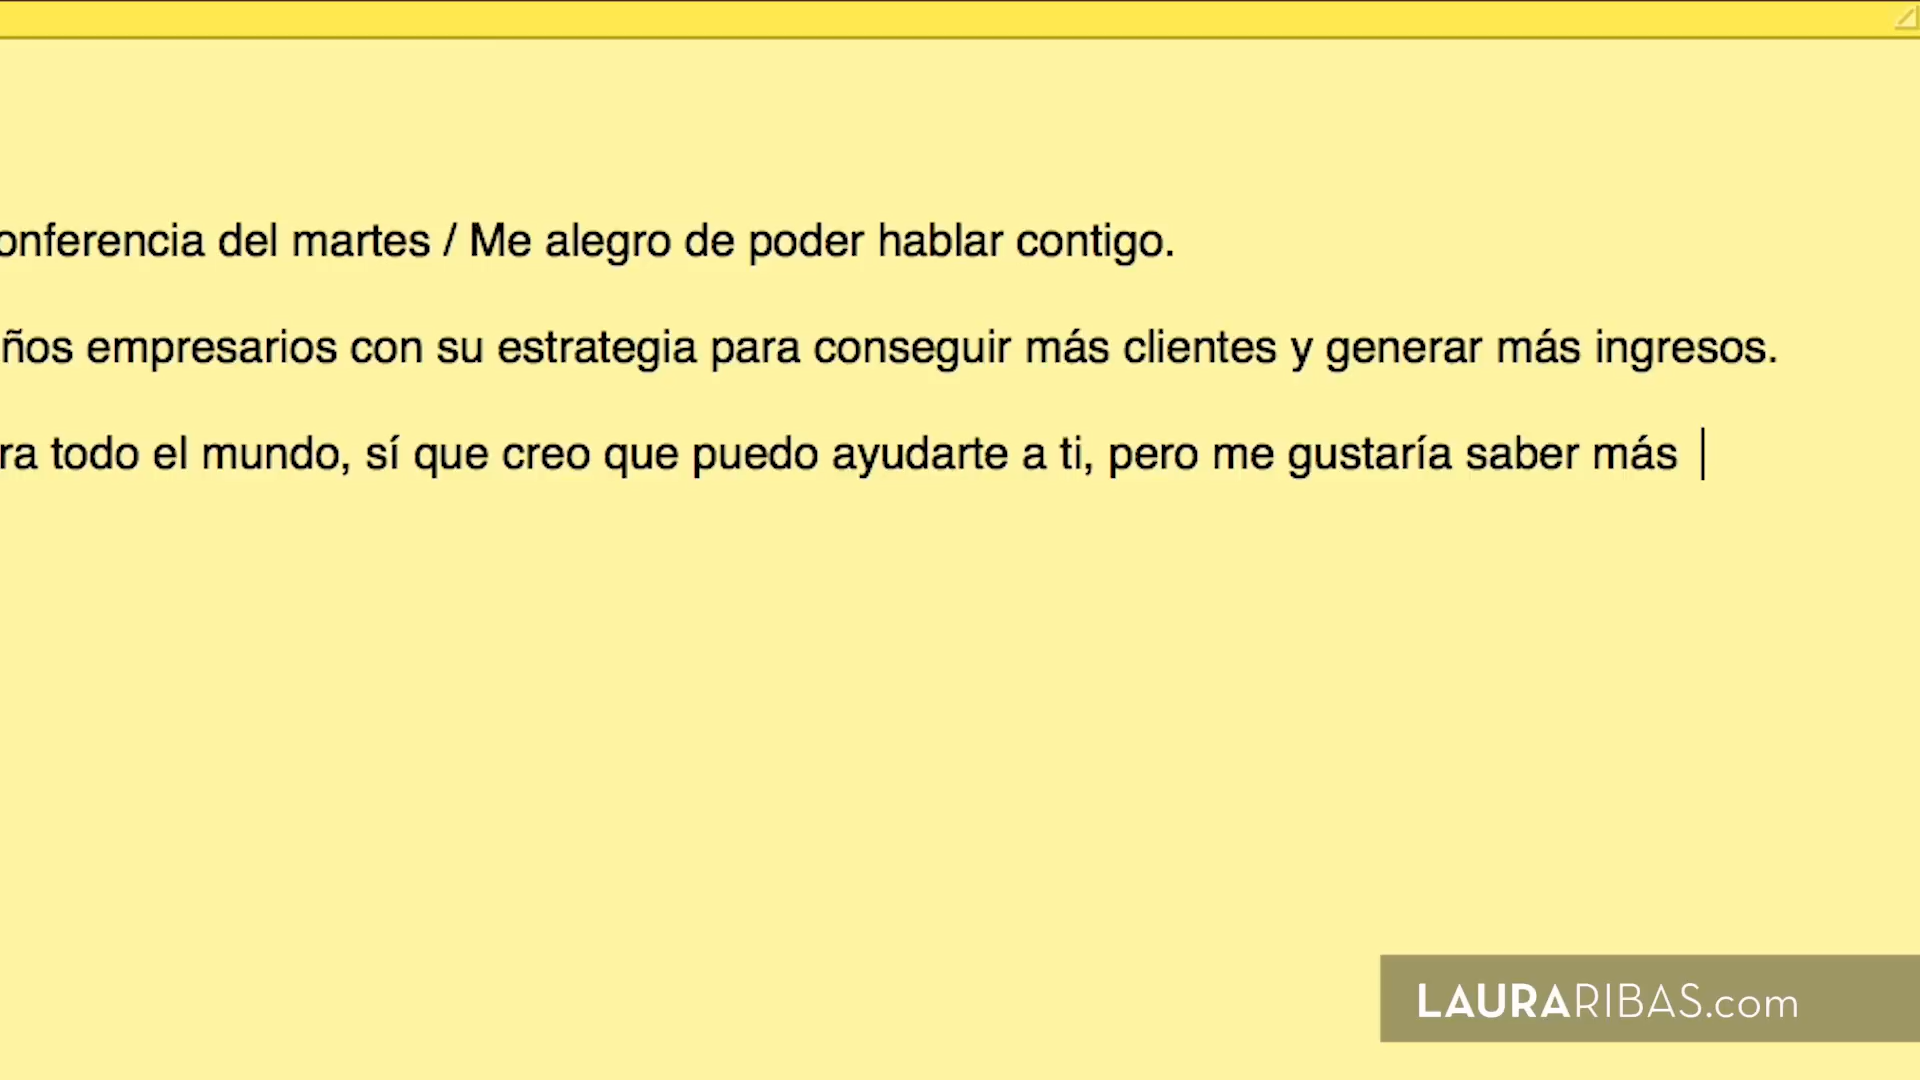 onferencia del martes / Me alegro de poder hablar contigo.
ños empresarios con su estrategia para conseguir más clientes y generar más ingresos.
ra todo el mundo, sí que creo que puedo ayudarte a ti, pero me gustaría saber más
LAURARIBAS.com